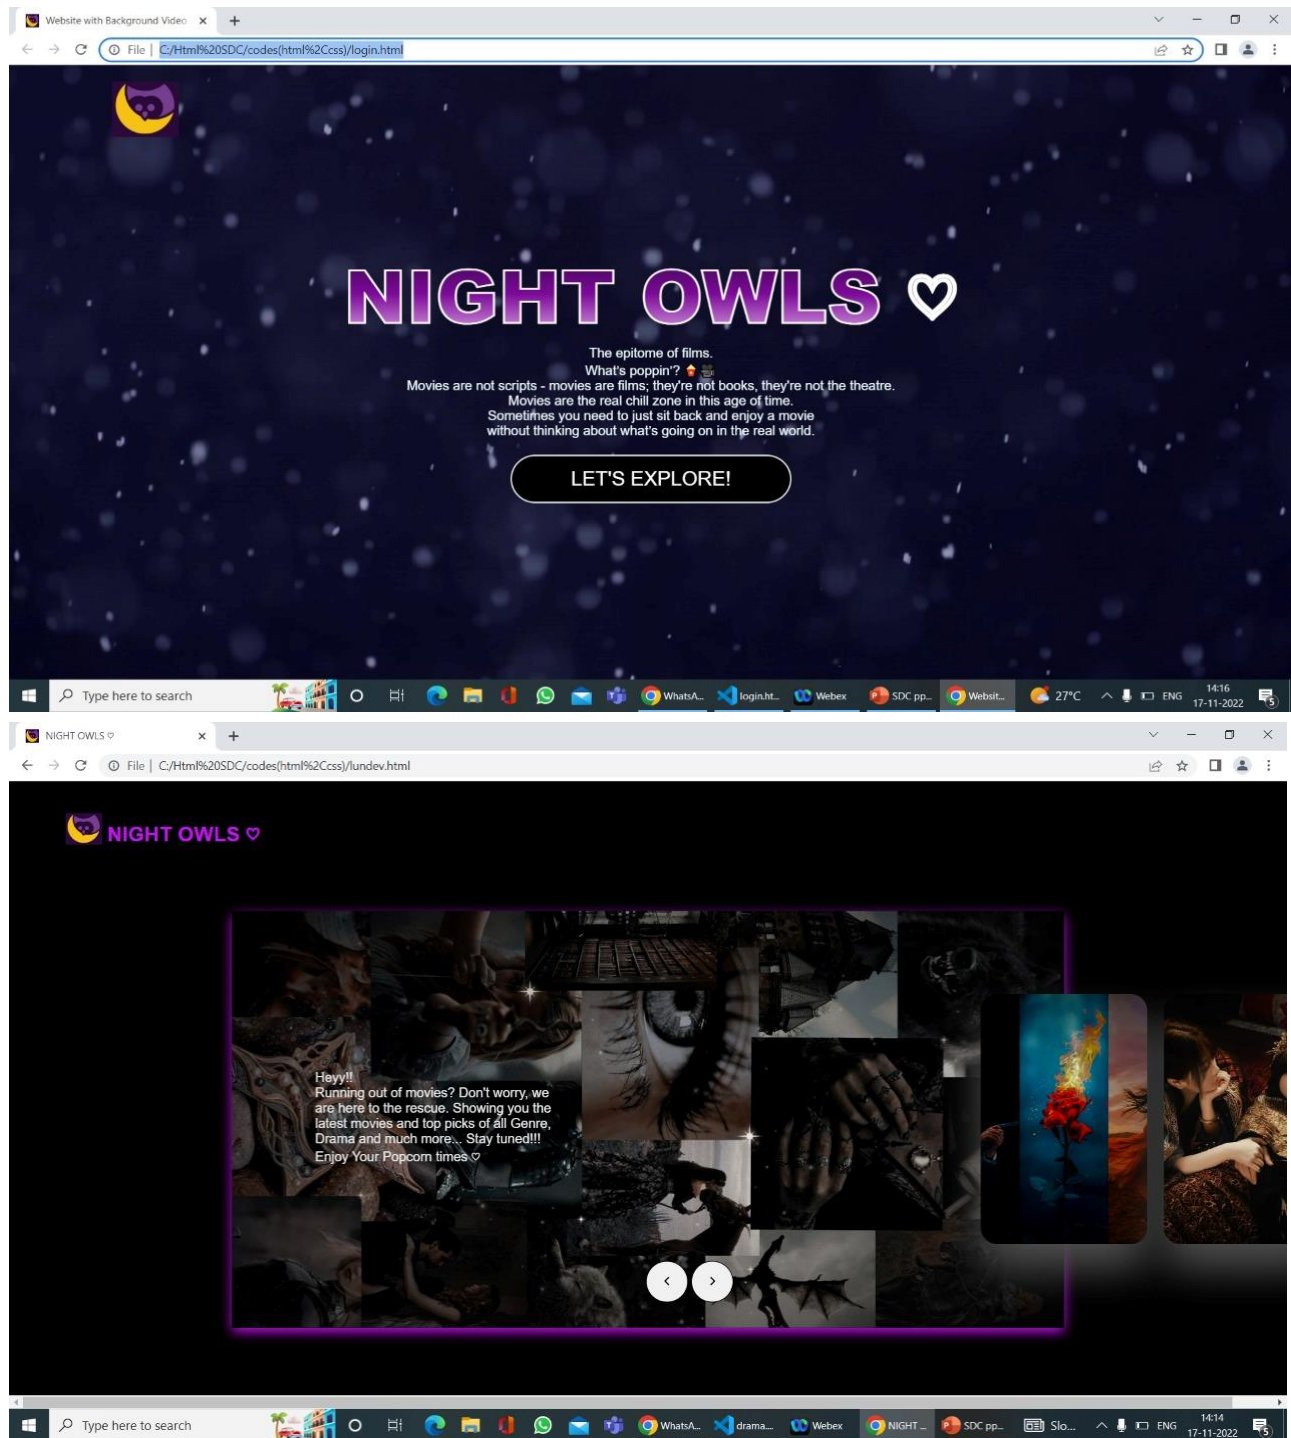 Website with Background Video
File | C:/Html%20SDC/codes(html%2Ccss)/login.html
NIGHT OWLS ♡
The epitome of films.
What's poppin'? 🍿 🎥
Movies are not scripts - movies are films; they're not books, they're not the theatre.
Movies are the real chill zone in this age of time.
Sometimes you need to just sit back and enjoy a movie
without thinking about what's going on in the real world.
LET'S EXPLORE!
Type here to search
WhatsA...
login.ht...
Webex
SDC pp...
Websit...
27°C
ENG
14:16
17-11-2022
5
NIGHT OWLS ♡
File | C:/Html%20SDC/codes(html%2Ccss)/lundev.html
NIGHT OWLS ♡
Heyy!!
Running out of movies? Don't worry, we
are here to the rescue. Showing you the
latest movies and top picks of all Genre,
Drama and much more... Stay tuned!!!
Enjoy Your Popcorn times ♡
Type here to search
WhatsA...
drama...
Webex
NIGHT ...
SDC pp...
Slo...
ENG
14:14
17-11-2022
5